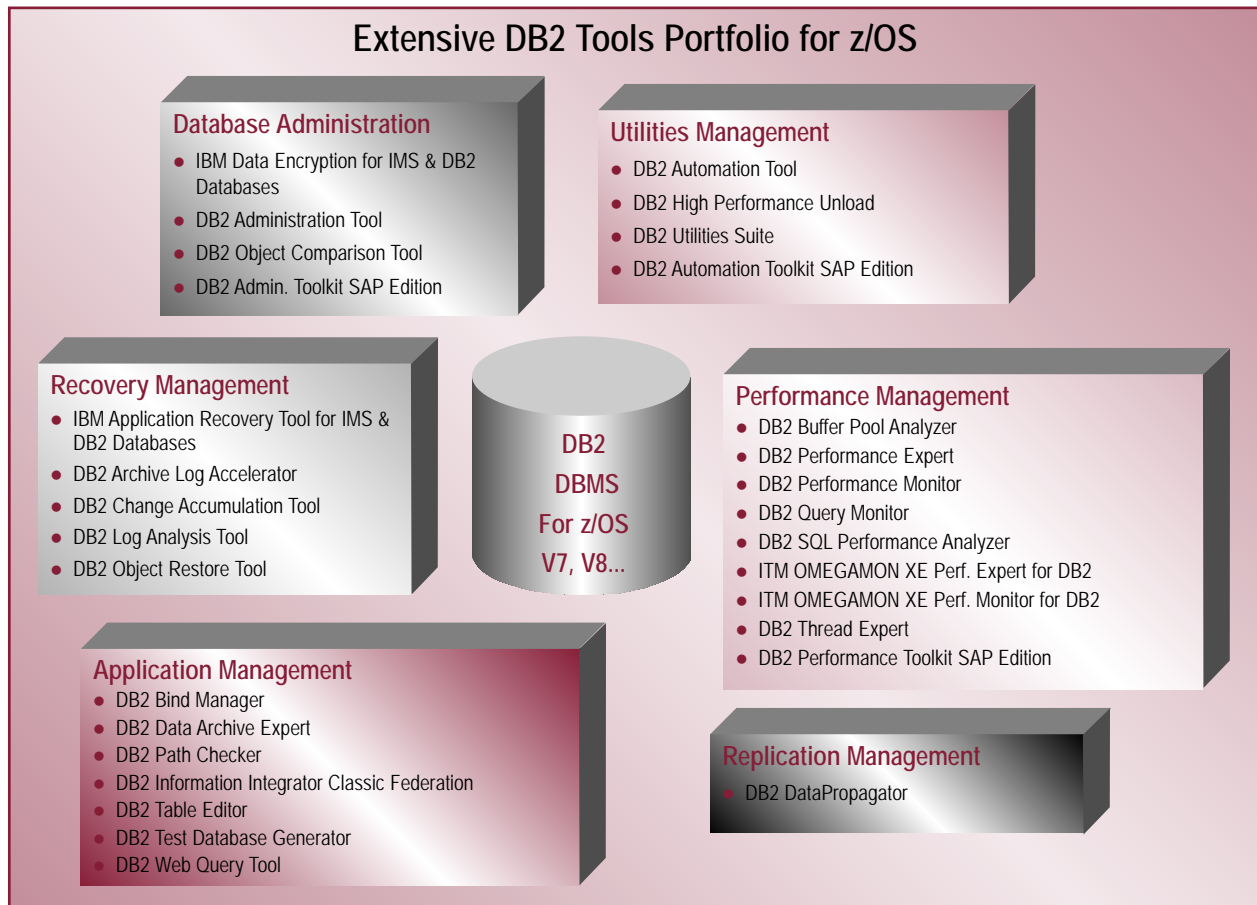 Extensive DB2 Tools Portfolio for z/OS
Database Administration
● IBM Data Encryption for IMS & DB2
Databases
● DB2 Administration Tool
● DB2 Object Comparison Tool
● DB2 Admin. Toolkit SAP Edition
Utilities Management
● DB2 Automation Tool
● DB2 High Performance Unload
● DB2 Utilities Suite
● DB2 Automation Toolkit SAP Edition
Recovery Management
● IBM Application Recovery Tool for IMS &
DB2 Databases
● DB2 Archive Log Accelerator
● DB2 Change Accumulation Tool
● DB2 Log Analysis Tool
● DB2 Object Restore Tool
DB2
DBMS
For z/OS
V7, V8...
Performance Management
● DB2 Buffer Pool Analyzer
● DB2 Performance Expert
● DB2 Performance Monitor
● DB2 Query Monitor
● DB2 SQL Performance Analyzer
● ITM OMEGAMON XE Perf. Expert for DB2
● ITM OMEGAMON XE Perf. Monitor for DB2
● DB2 Thread Expert
● DB2 Performance Toolkit SAP Edition
Application Management
● DB2 Bind Manager
● DB2 Data Archive Expert
● DB2 Path Checker
● DB2 Information Integrator Classic Federation
● DB2 Table Editor
● DB2 Test Database Generator
● DB2 Web Query Tool
Replication Management
● DB2 DataPropagator